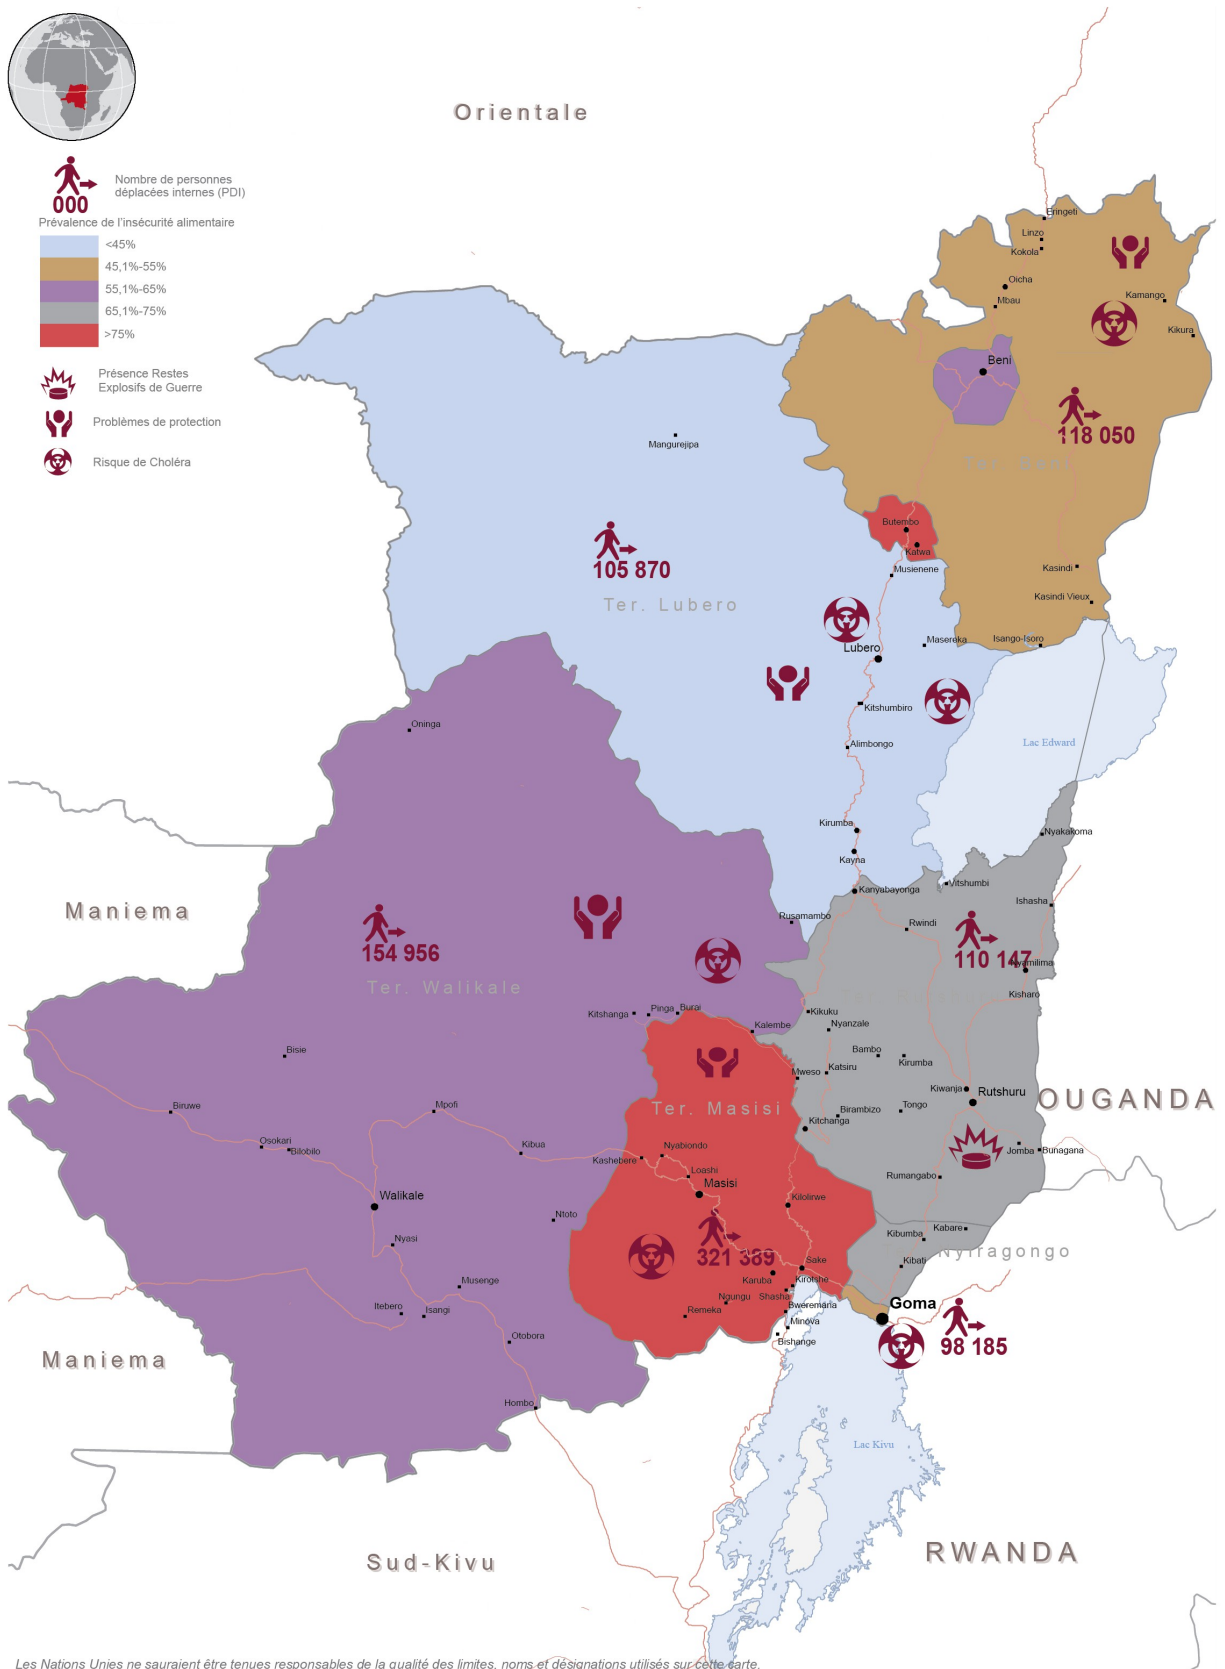 Orientale
Nombre de personnes
déplacées internes (PDI)
000
Prévalence de l'insécurité alimentaire
<45%
45,1%-55%
55,1%-65%
65,1%-75%
>75%
Présence Restes
Explosifs de Guerre
Problèmes de protection
Risque de Choléra
Eringeti
Linzo
Kokola
Oicha
Mbau
Kamango
Kikura
Beni
118 050
Ter. Beni
Mangurejipa
Butembo
Katwa
105 870
Musienene
Kasindi
Ter. Lubero
Kasindi Vieux
Lubero
Masereka
Isango-Isoro
Kitshumbiro
Oninga
Alimbongo
Lac Edward
Kirumba
Nyakakoma
Kayna
Kanyabayonga
Vitshumbi
Maniema
Ishasha
Rusamambo
Rwindi
154 956
110 147
Nyamilima
Ter. Walikale
Kisharo
Kitshanga
Pinga
Burai
Kikuku
Kalembe
Nyanzale
Bisie
Bambo
Kirumba
Mweso
Katsiru
Kiwanja
Rutshuru
OUGANDA
Biruwe
Mpofi
Ter. Masisi
Birambizo
Tongo
Kitchanga
Osokari
Bilobilo
Kibua
Nyabiondo
Kashebere
Jomba
Bunagana
Loashi
Rumangabo
Masisi
Walikale
Kilolirwe
Ntoto
Kabare
Kibumba
Nyasi
321 389
Nyiragongo
Sake
Kibati
Karuba
Kirotshe
Musenge
Ngungu
Shasha
Goma
Itebero
Isangi
Remeka
Bweremana
Minova
98 185
Otobora
Bishange
Maniema
Hombo
Lac Kivu
Sud-Kivu
RWANDA
Les Nations Unies ne sauraient être tenues responsables de la qualité des limites, noms et désignations utilisés sur cette carte.